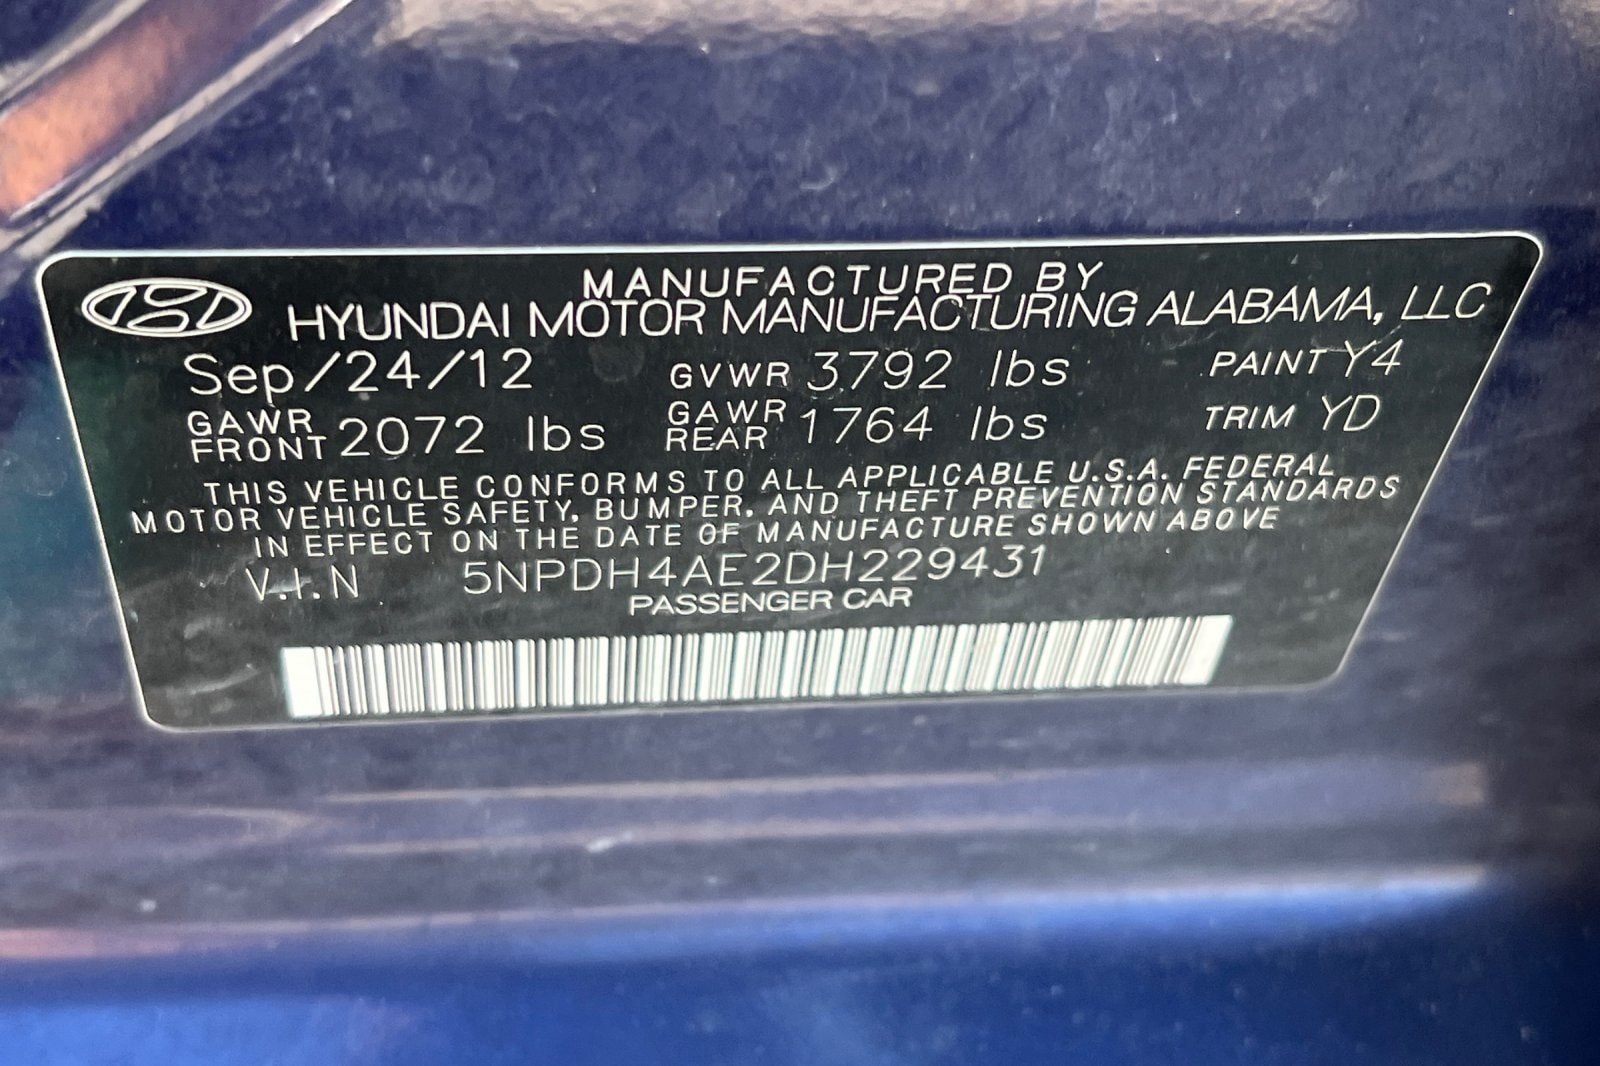 MANUFACTURED BY
HYUNDAI MOTOR MANUFACTURING ALABAMA, LLC
Sep/24/12 GVWR 3792 lbs PAINT Y4
GAWR FRONT 2072 lbs GAWR REAR 1764 lbs TRIM YD
THIS VEHICLE CONFORMS TO ALL APPLICABLE U.S.A. FEDERAL
MOTOR VEHICLE SAFETY, BUMPER, AND THEFT PREVENTION STANDARDS
IN EFFECT ON THE DATE OF MANUFACTURE SHOWN ABOVE
V.I.N 5NPDH4AE2DH229431
PASSENGER CAR